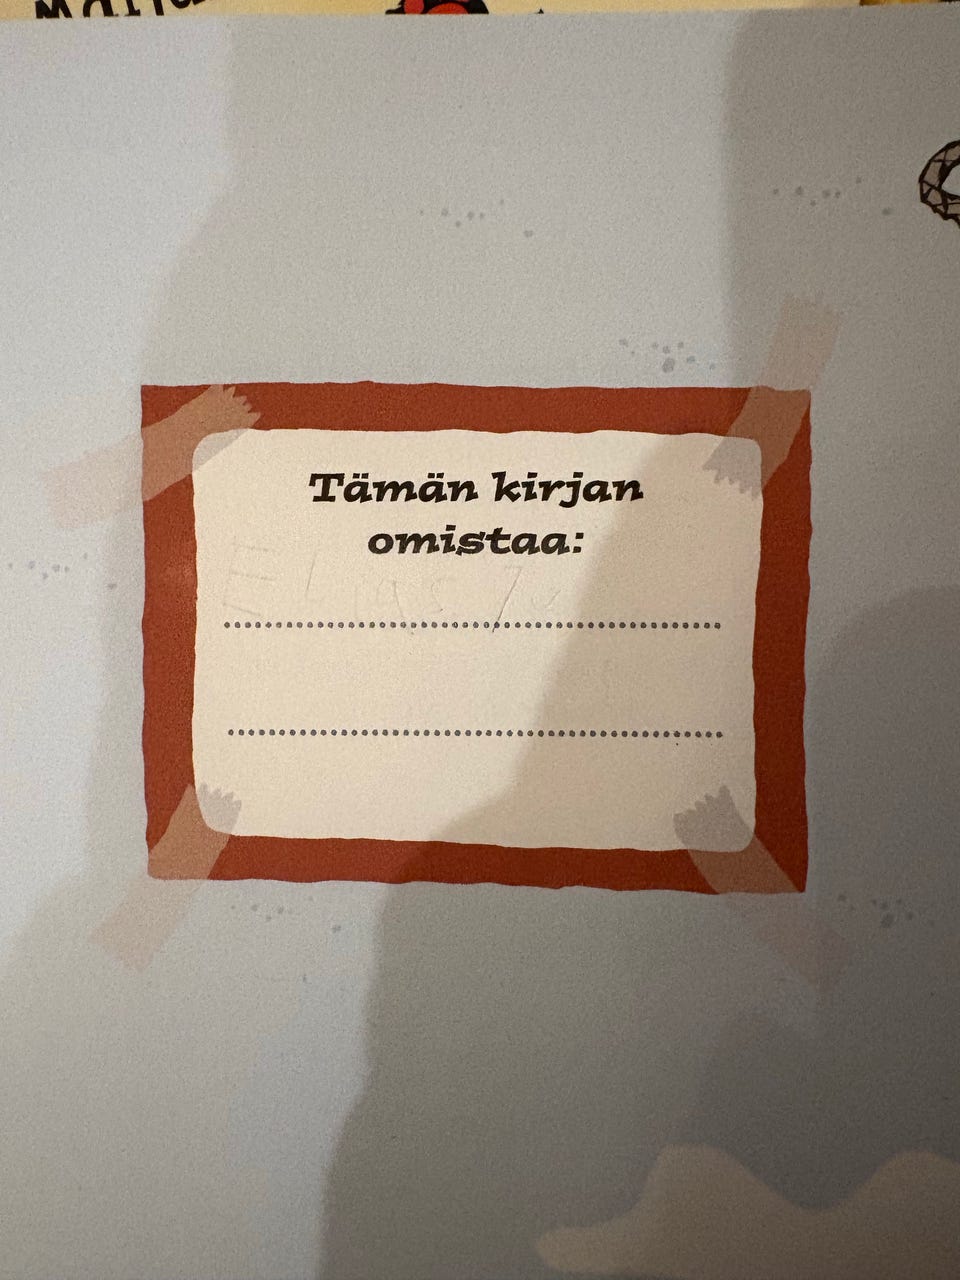 Tämän kirjan
omistaa:
Elias